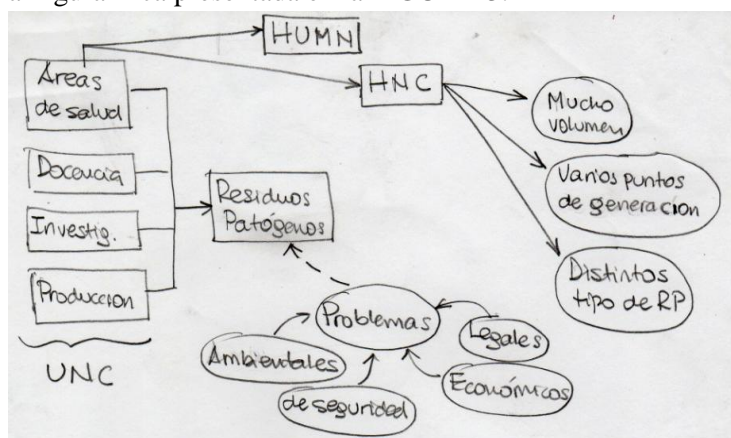 HUMN
HNC
Áreas
de salud
Docencia
Investig.
Produccion
UNC
Residuos
Patógenos
Mucho
volumen
Varios puntos
de generacion
Distintos
tipo de RP
Problemas
Legales
Ambientales
Económicos
de seguridad